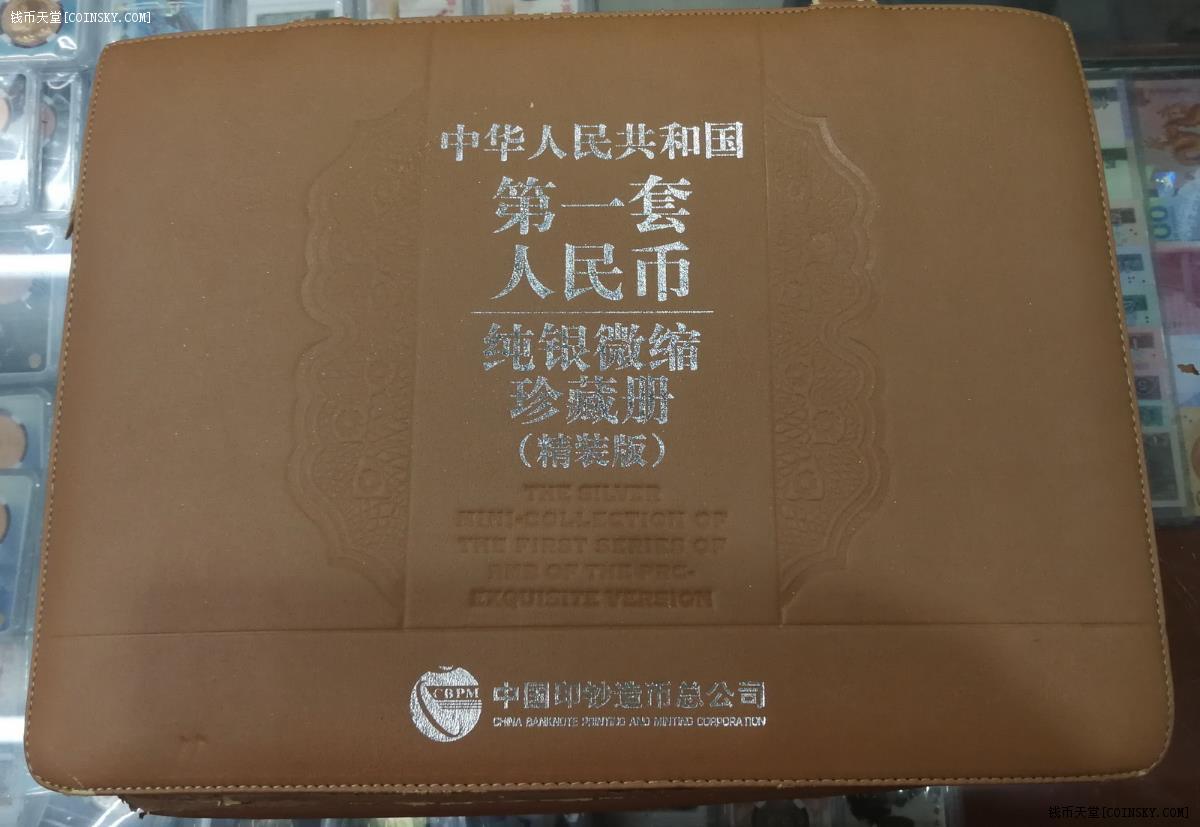 钱币天堂[COINSKY.COM]
中华人民共和国
第一套
人民币
纯银微缩
珍藏册
（精装版）
THE SILVER
MINI-COLLECTION OF
THE FIRST SERIES OF
RMB OF THE PRC-
EXQUISITE VERSION
CBPM
中国印钞造币总公司
CHINA BANKNOTE PRINTING AND MINTING CORPORATION
钱币天堂[COINSKY.COM]